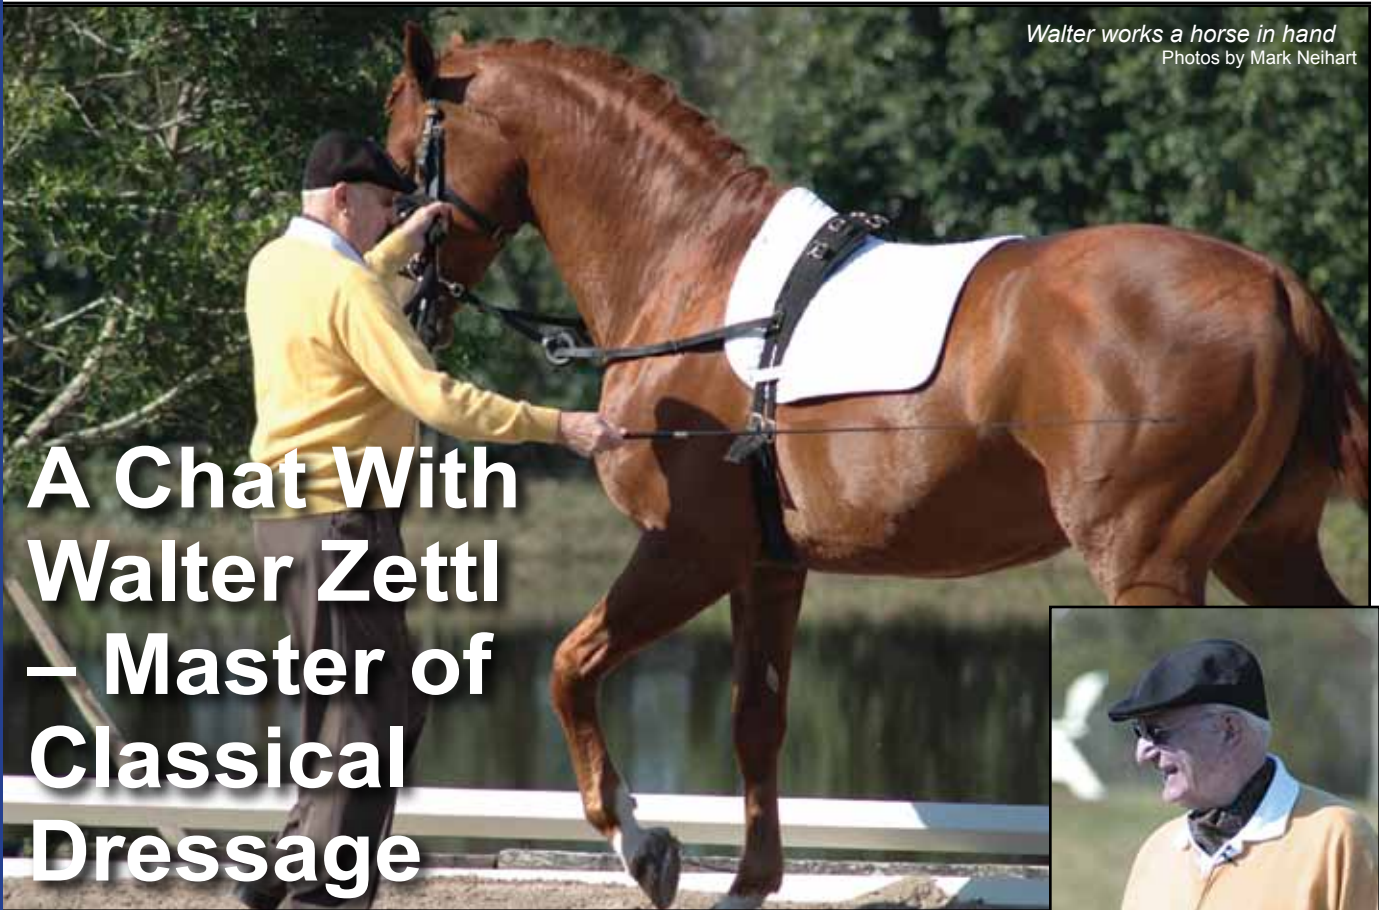 Walter works a horse in hand
Photos by Mark Neihart
A Chat With
Walter Zettl
– Master of
Classical
Dressage